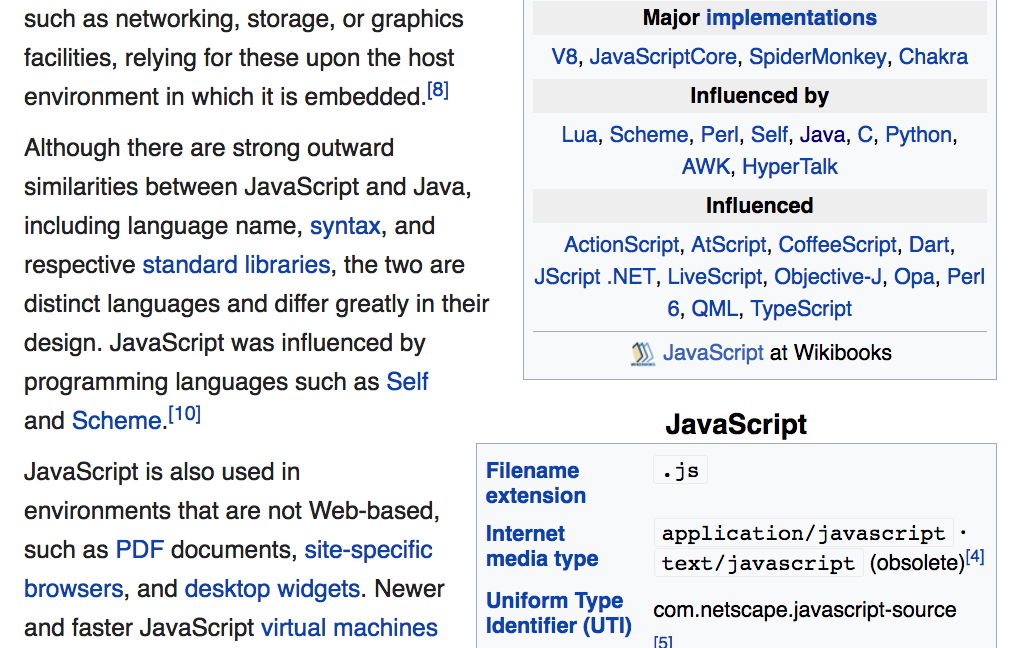 such as networking, storage, or graphics
facilities, relying for these upon the host
environment in which it is embedded.[8]
Although there are strong outward
similarities between JavaScript and Java,
including language name, syntax, and
respective standard libraries, the two are
distinct languages and differ greatly in their
design. JavaScript was influenced by
programming languages such as Self
and Scheme.[10]
JavaScript is also used in
environments that are not Web-based,
such as PDF documents, site-specific
browsers, and desktop widgets. Newer
and faster JavaScript virtual machines
Major implementations
V8, JavaScriptCore, SpiderMonkey, Chakra
Influenced by
Lua, Scheme, Perl, Self, Java, C, Python,
AWK, HyperTalk
Influenced
ActionScript, AtScript, CoffeeScript, Dart,
JScript .NET, LiveScript, Objective-J, Opa, Perl
6, QML, TypeScript
JavaScript at Wikibooks
JavaScript
Filename .js
extension
Internet application/javascript ·
media type text/javascript (obsolete)[4]
Uniform Type com.netscape.javascript-source
Identifier (UTI) [5]